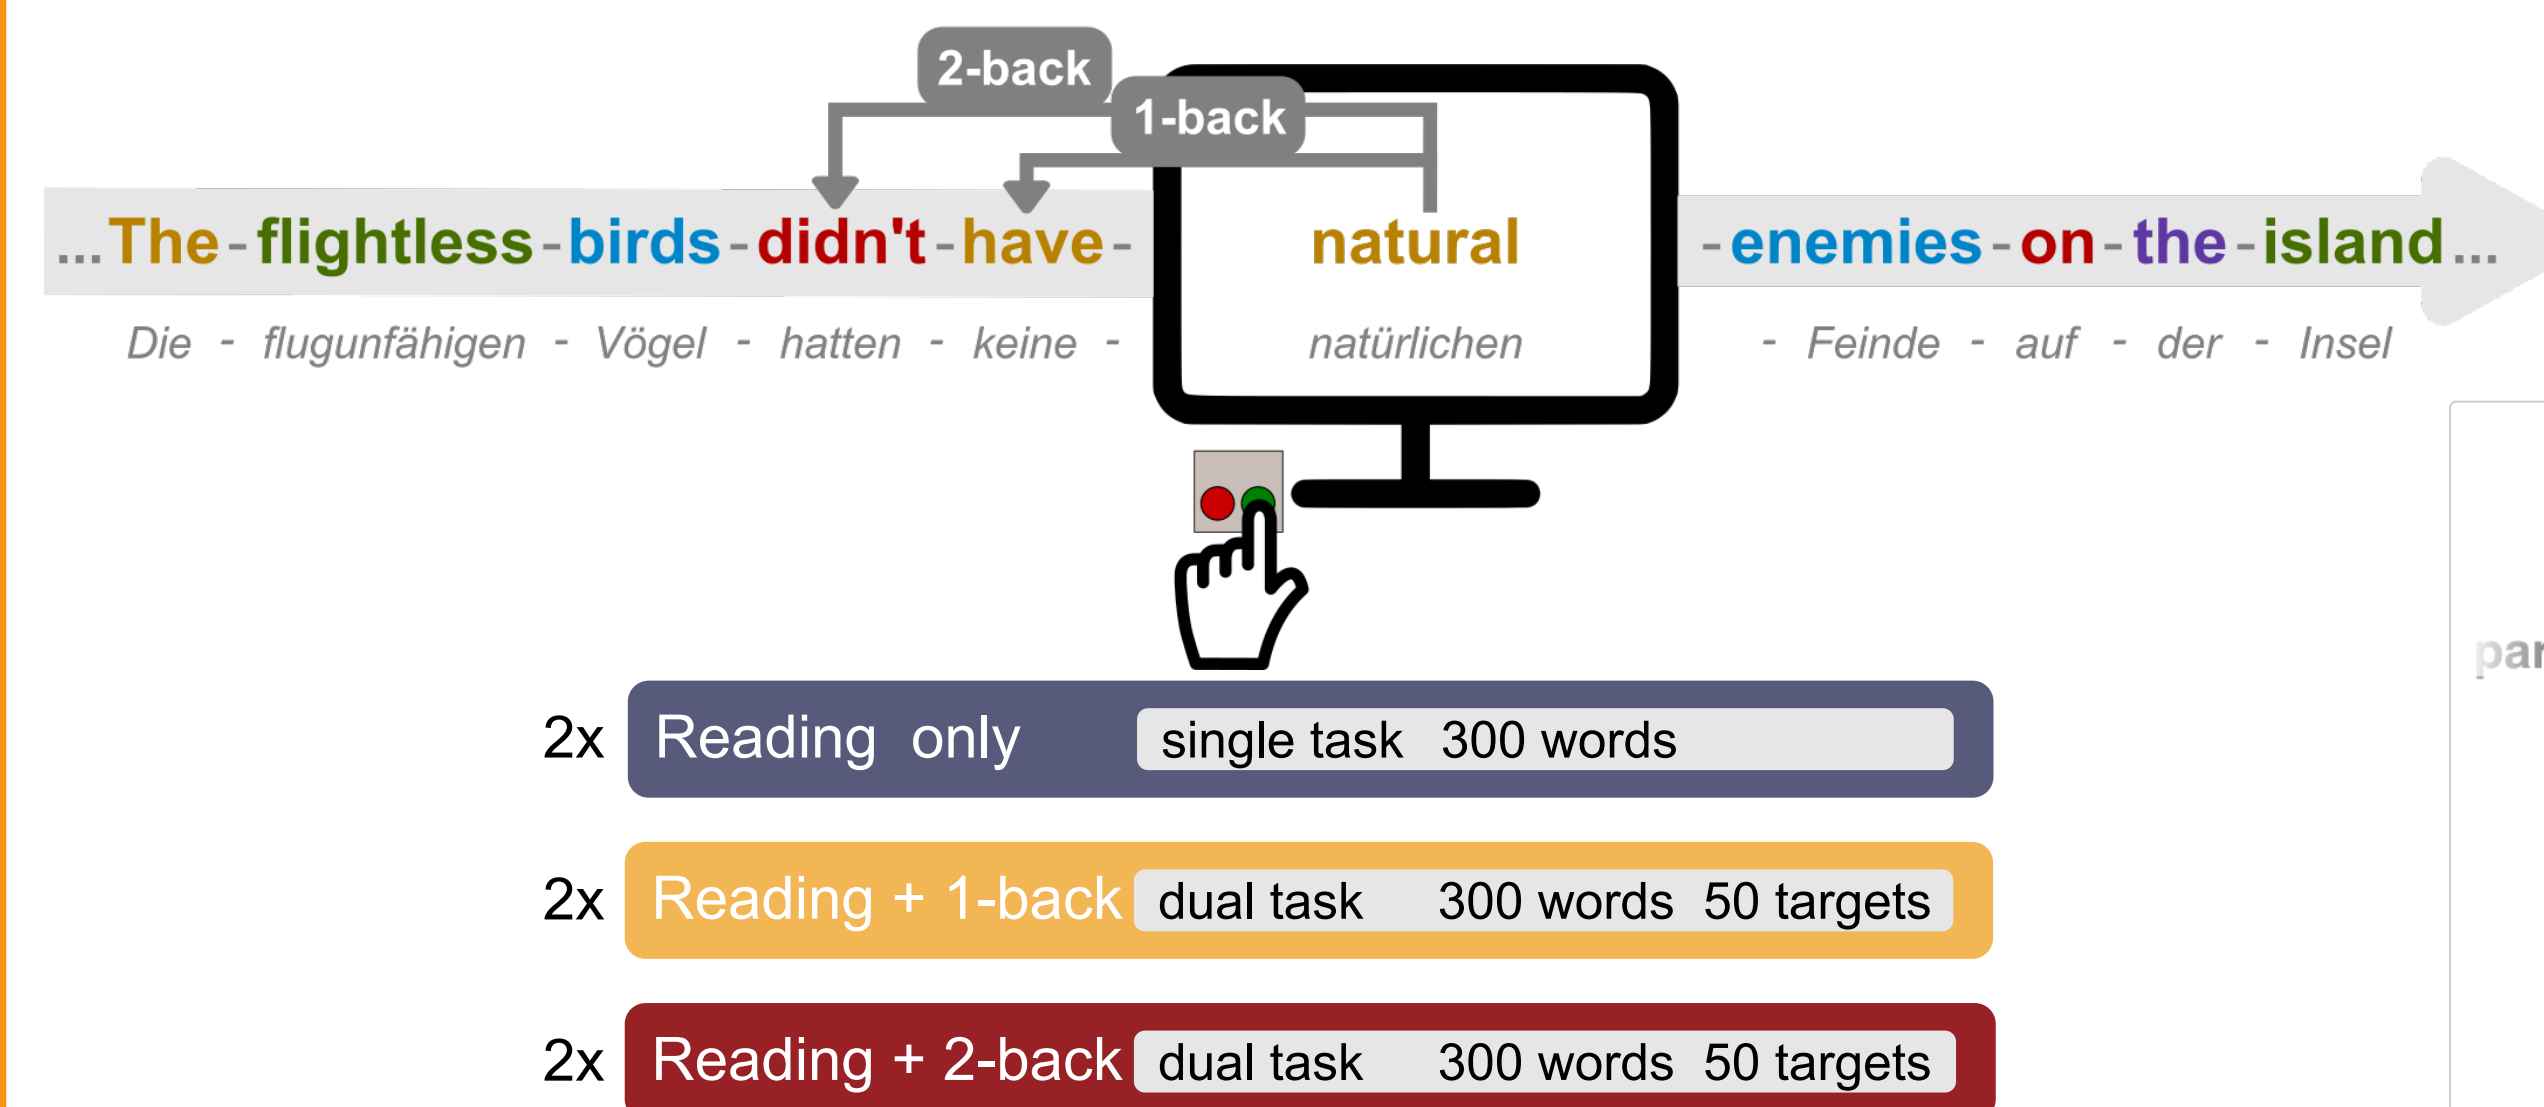 2-back
1-back
...The-flightless-birds-didn't-have- natural -enemies-on-the-island...
Die - flugunfähigen - Vögel - hatten - keine - natürlichen - Feinde - auf - der - Insel
2x Reading only single task 300 words
2x Reading + 1-back dual task 300 words 50 targets
2x Reading + 2-back dual task 300 words 50 targets